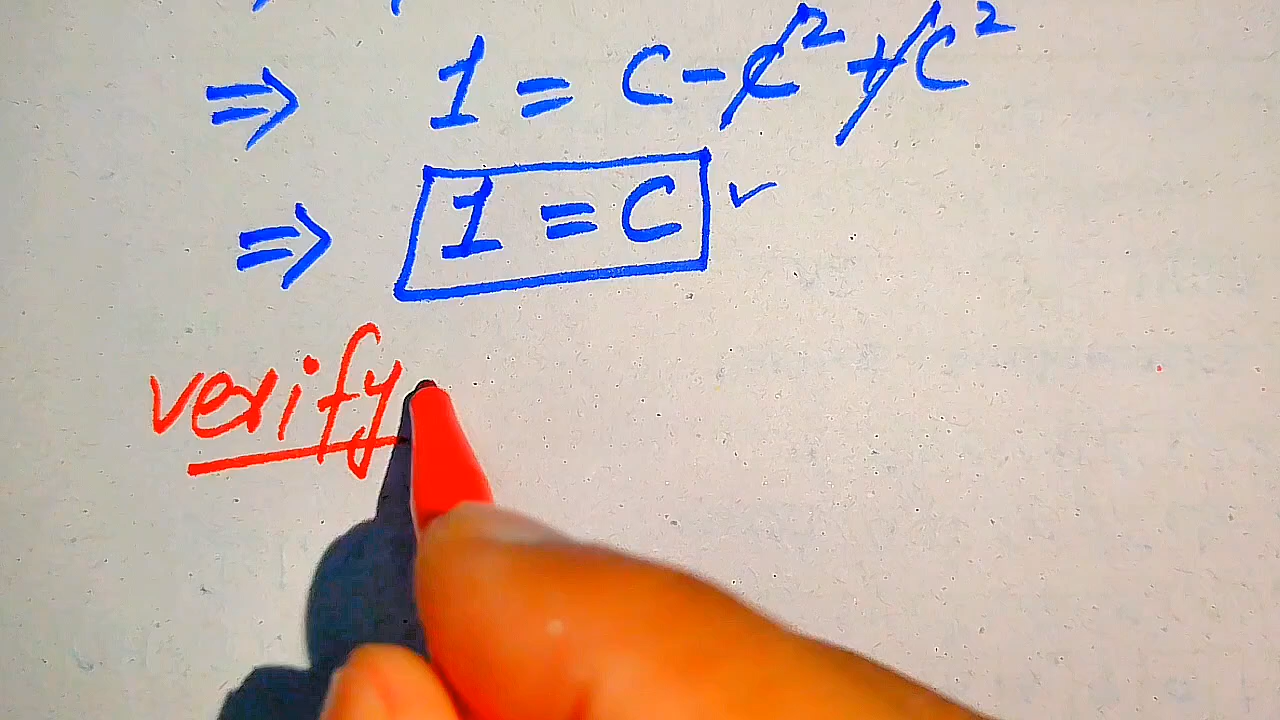 ⇒ 1 = c - c² + c²
⇒ 1 = c ✓
verify